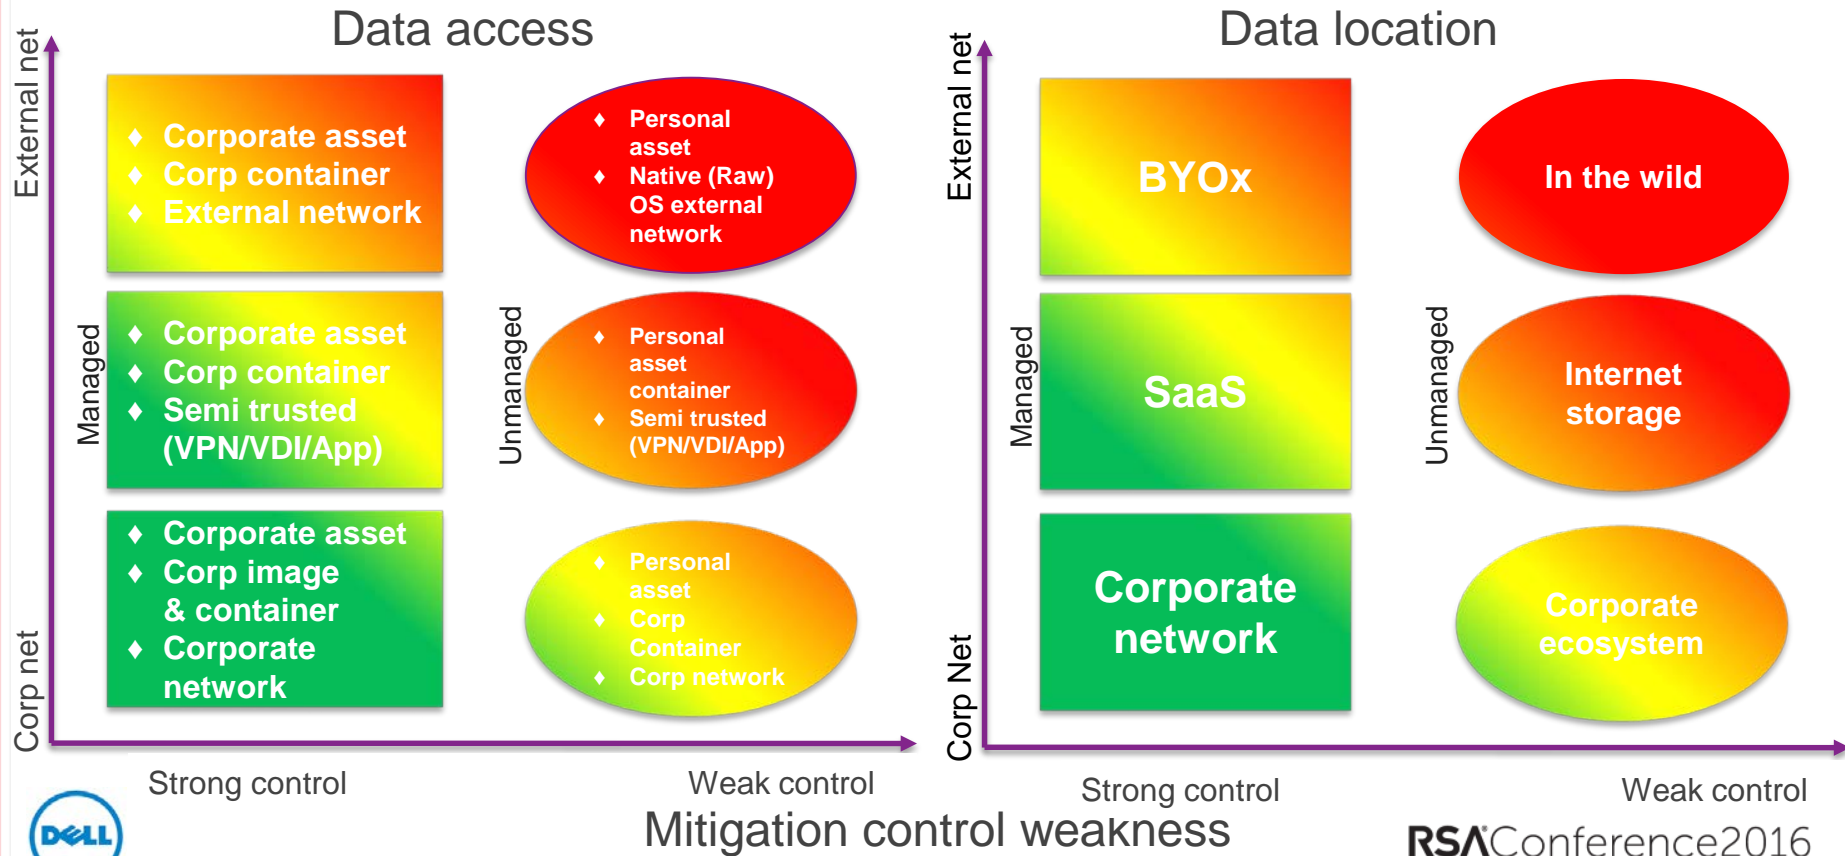 Data access
External net
Corp net
Managed
♦ Corporate asset
♦ Corp container
♦ External network
♦ Corporate asset
♦ Corp container
♦ Semi trusted
(VPN/VDI/App)
♦ Corporate asset
♦ Corp image
& container
♦ Corporate
network
Unmanaged
♦ Personal
asset
♦ Native (Raw)
OS external
network
♦ Personal
asset
container
♦ Semi trusted
(VPN/VDI/App)
♦ Personal
asset
♦ Corp
Container
♦ Corp network
Strong control
Weak control
Data location
External net
Corp Net
Managed
BYOx
SaaS
Corporate
network
Unmanaged
In the wild
Internet
storage
Corporate
ecosystem
Strong control
Weak control
Mitigation control weakness
DELL
RSAConference2016